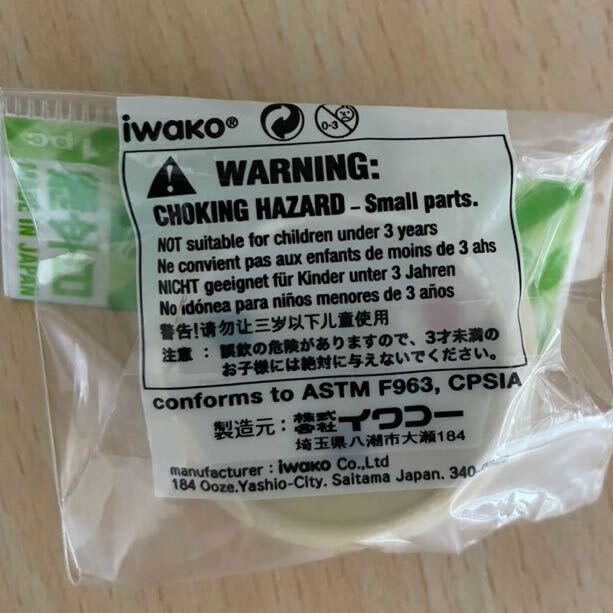 iwako®
0-3
WARNING:
CHOKING HAZARD – Small parts.
NOT suitable for children under 3 years
Ne convient pas aux enfants de moins de 3 ahs
NICHT geeignet für Kinder unter 3 Jahren
No idónea para niños menores de 3 años
警告!请勿让三岁以下儿童使用
注意：誤飲の危険がありますので、3才未満の
お子様には絶対に与えないでください。
conforms to ASTM F963, CPSIA
製造元：株式会社イワコー
埼玉県八潮市大瀬184
manufacturer : iwako Co.,Ltd
184 Ooze.Yashio-City. Saitama Japan. 340-
1 pc
IN JAPAN